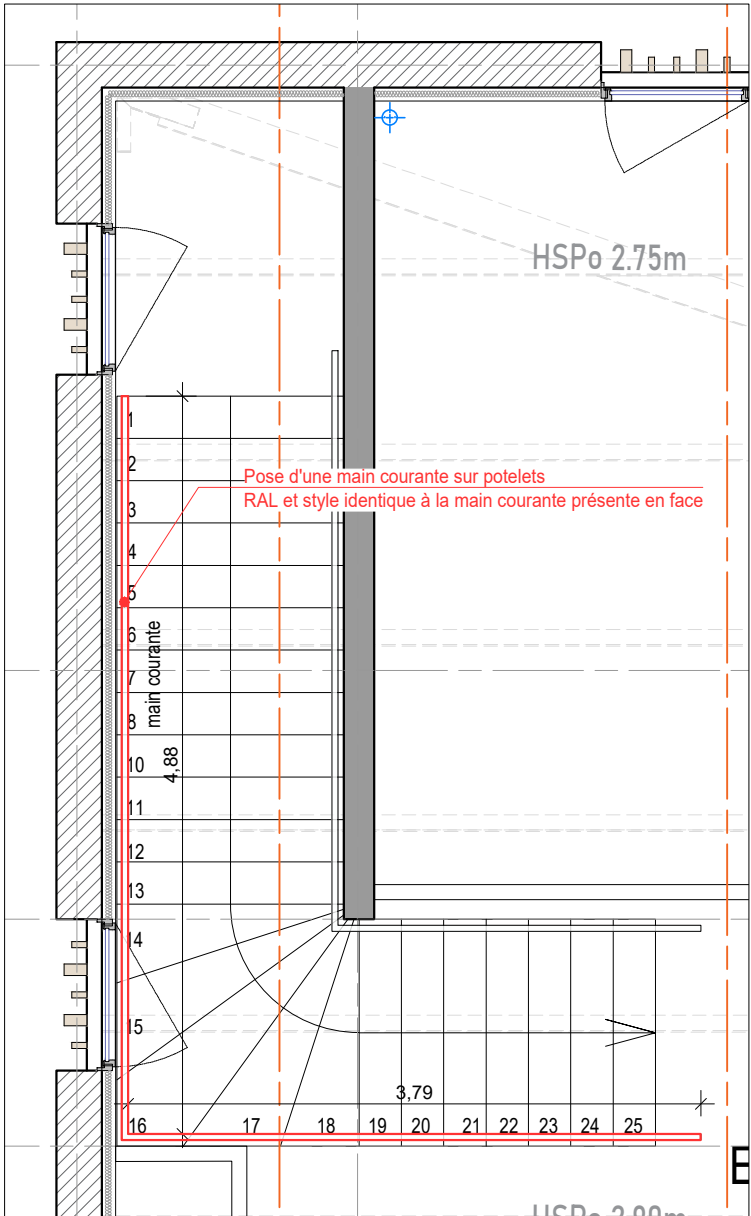 HSPo 2.75m
1
2
Pose d'une main courante sur potelets
RAL et style identique à la main courante présente en face
3
4
5
6
main courante
7
8
4,88
10
11
12
13
14
15
3,79
16 17 18 19 20 21 22 23 24 25
E